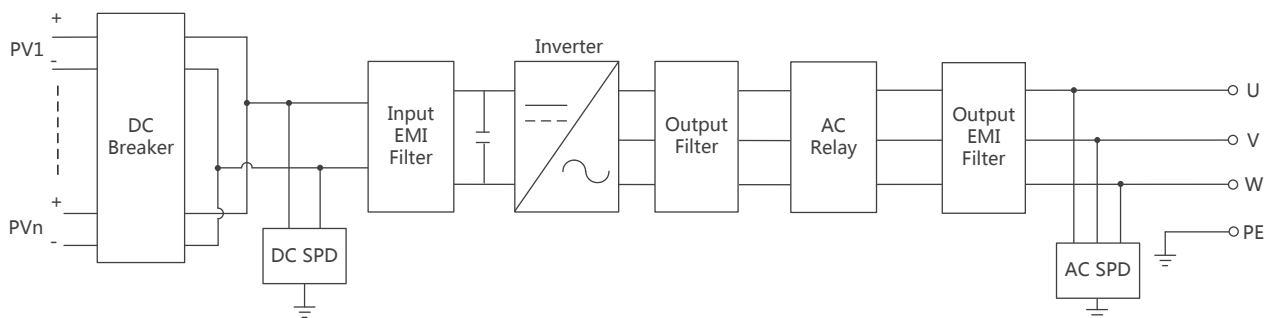 +
PV1
-
+
PVn
-
DC
Breaker
DC SPD
Input
EMI
Filter
Inverter
Output
Filter
AC
Relay
Output
EMI
Filter
AC SPD
U
V
W
PE